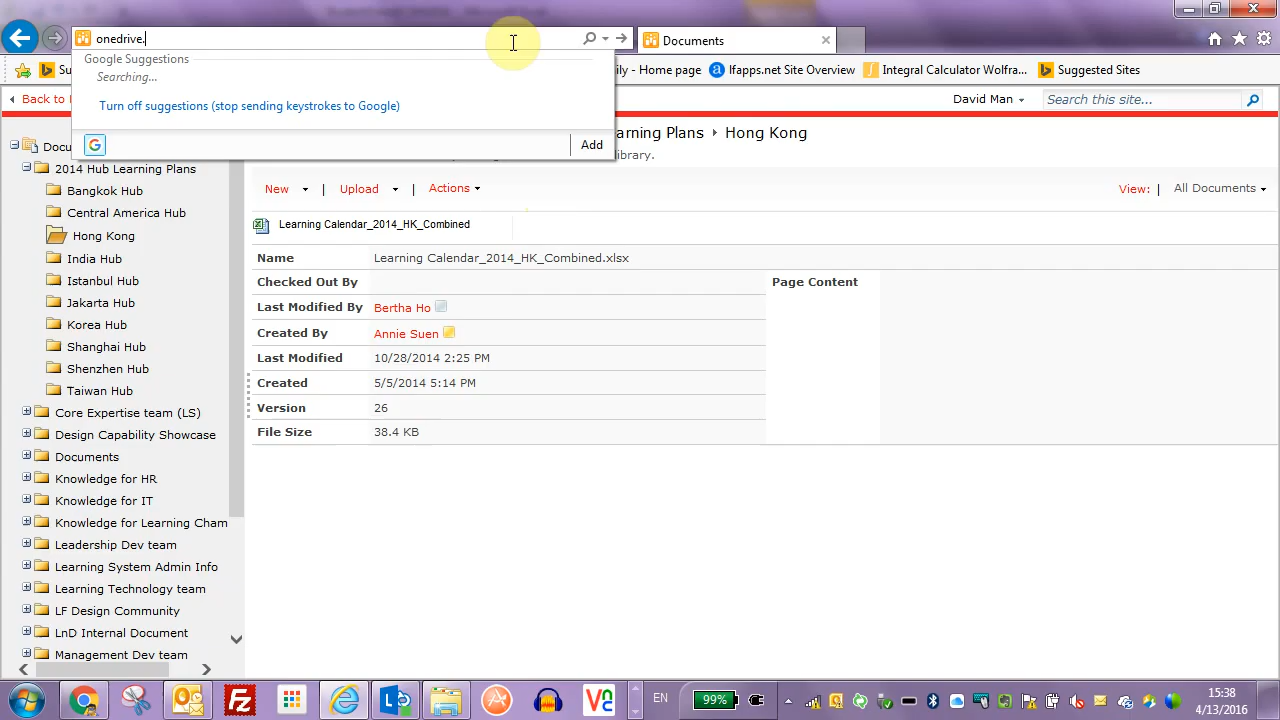 onedrive.
Documents
Google Suggestions
Searching...
Turn off suggestions (stop sending keystrokes to Google)
G
Add
Su
ily - Home page
lfapps.net Site Overview
Integral Calculator Wolfra...
Suggested Sites
Back to
David Man
Search this site...
arning Plans
Hong Kong
library.
Docu
2014 Hub Learning Plans
Bangkok Hub
Central America Hub
Hong Kong
India Hub
Istanbul Hub
Jakarta Hub
Korea Hub
Shanghai Hub
Shenzhen Hub
Taiwan Hub
Core Expertise team (LS)
Design Capability Showcase
Documents
Knowledge for HR
Knowledge for IT
Knowledge for Learning Cham
Leadership Dev team
Learning System Admin Info
Learning Technology team
LF Design Community
LnD Internal Document
Management Dev team
New | Upload | Actions
View: | All Documents
Learning Calendar_2014_HK_Combined
Name Learning Calendar_2014_HK_Combined.xlsx
Checked Out By
Last Modified By Bertha Ho
Created By Annie Suen
Last Modified 10/28/2014 2:25 PM
Created 5/5/2014 5:14 PM
Version 26
File Size 38.4 KB
Page Content
EN
99%
15:38
4/13/2016